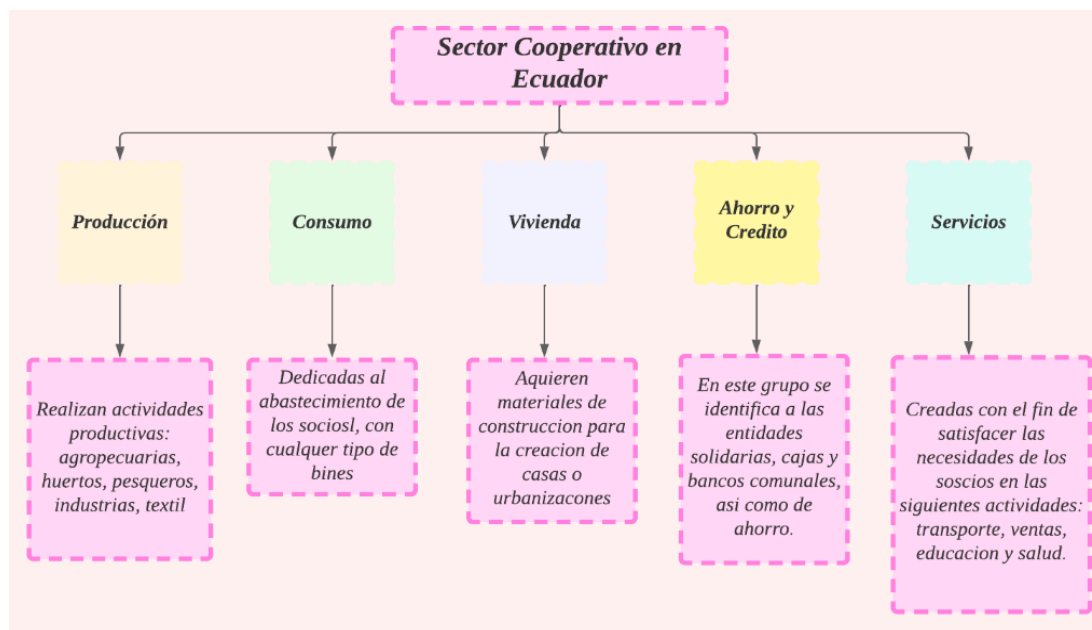 Sector Cooperativo en
Ecuador
Producción
Consumo
Vivienda
Ahorro y
Credito
Servicios
Realizan actividades
productivas:
agropecuarias,
huertos, pesqueros,
industrias, textil
Dedicadas al
abastecimiento de
los sociosl, con
cualquer tipo de
bines
Aquieren
materiales de
construccion para
la creacion de
casas o
urbanizacones
En este grupo se
identifica a las
entidades
solidarias, cajas y
bancos comunales,
asi como de
ahorro.
Creadas con el fin de
satisfacer las
necesidades de los
soscios en las
siguientes actividades:
transporte, ventas,
educacion y salud.